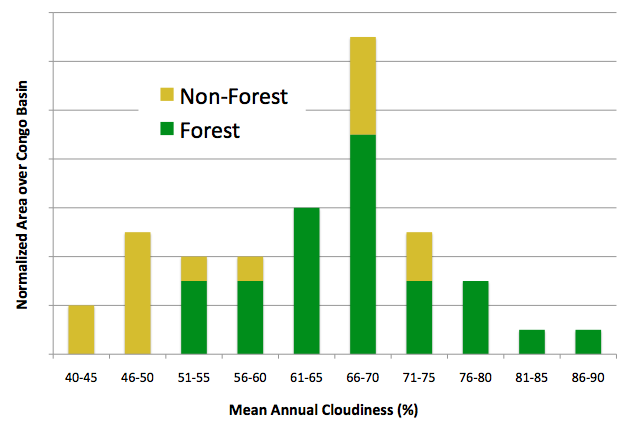 Normalized Area over Congo Basin
Non-Forest
Forest
40-45 46-50 51-55 56-60 61-65 66-70 71-75 76-80 81-85 86-90
Mean Annual Cloudiness (%)